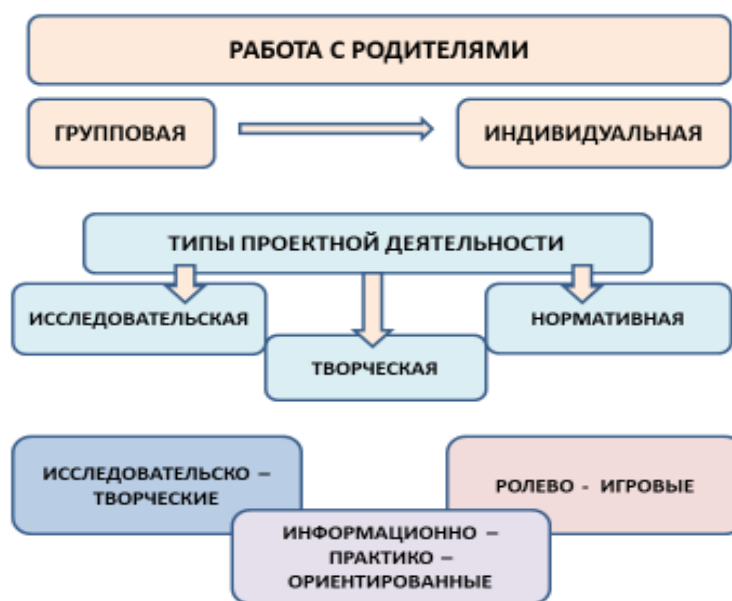 РАБОТА С РОДИТЕЛЯМИ
ГРУППОВАЯ
ИНДИВИДУАЛЬНАЯ
ТИПЫ ПРОЕКТНОЙ ДЕЯТЕЛЬНОСТИ
ИССЛЕДОВАТЕЛЬСКАЯ
НОРМАТИВНАЯ
ТВОРЧЕСКАЯ
ИССЛЕДОВАТЕЛЬСКО –
ТВОРЧЕСКИЕ
РОЛЕВО - ИГРОВЫЕ
ИНФОРМАЦИОННО –
ПРАКТИКО –
ОРИЕНТИРОВАННЫЕ